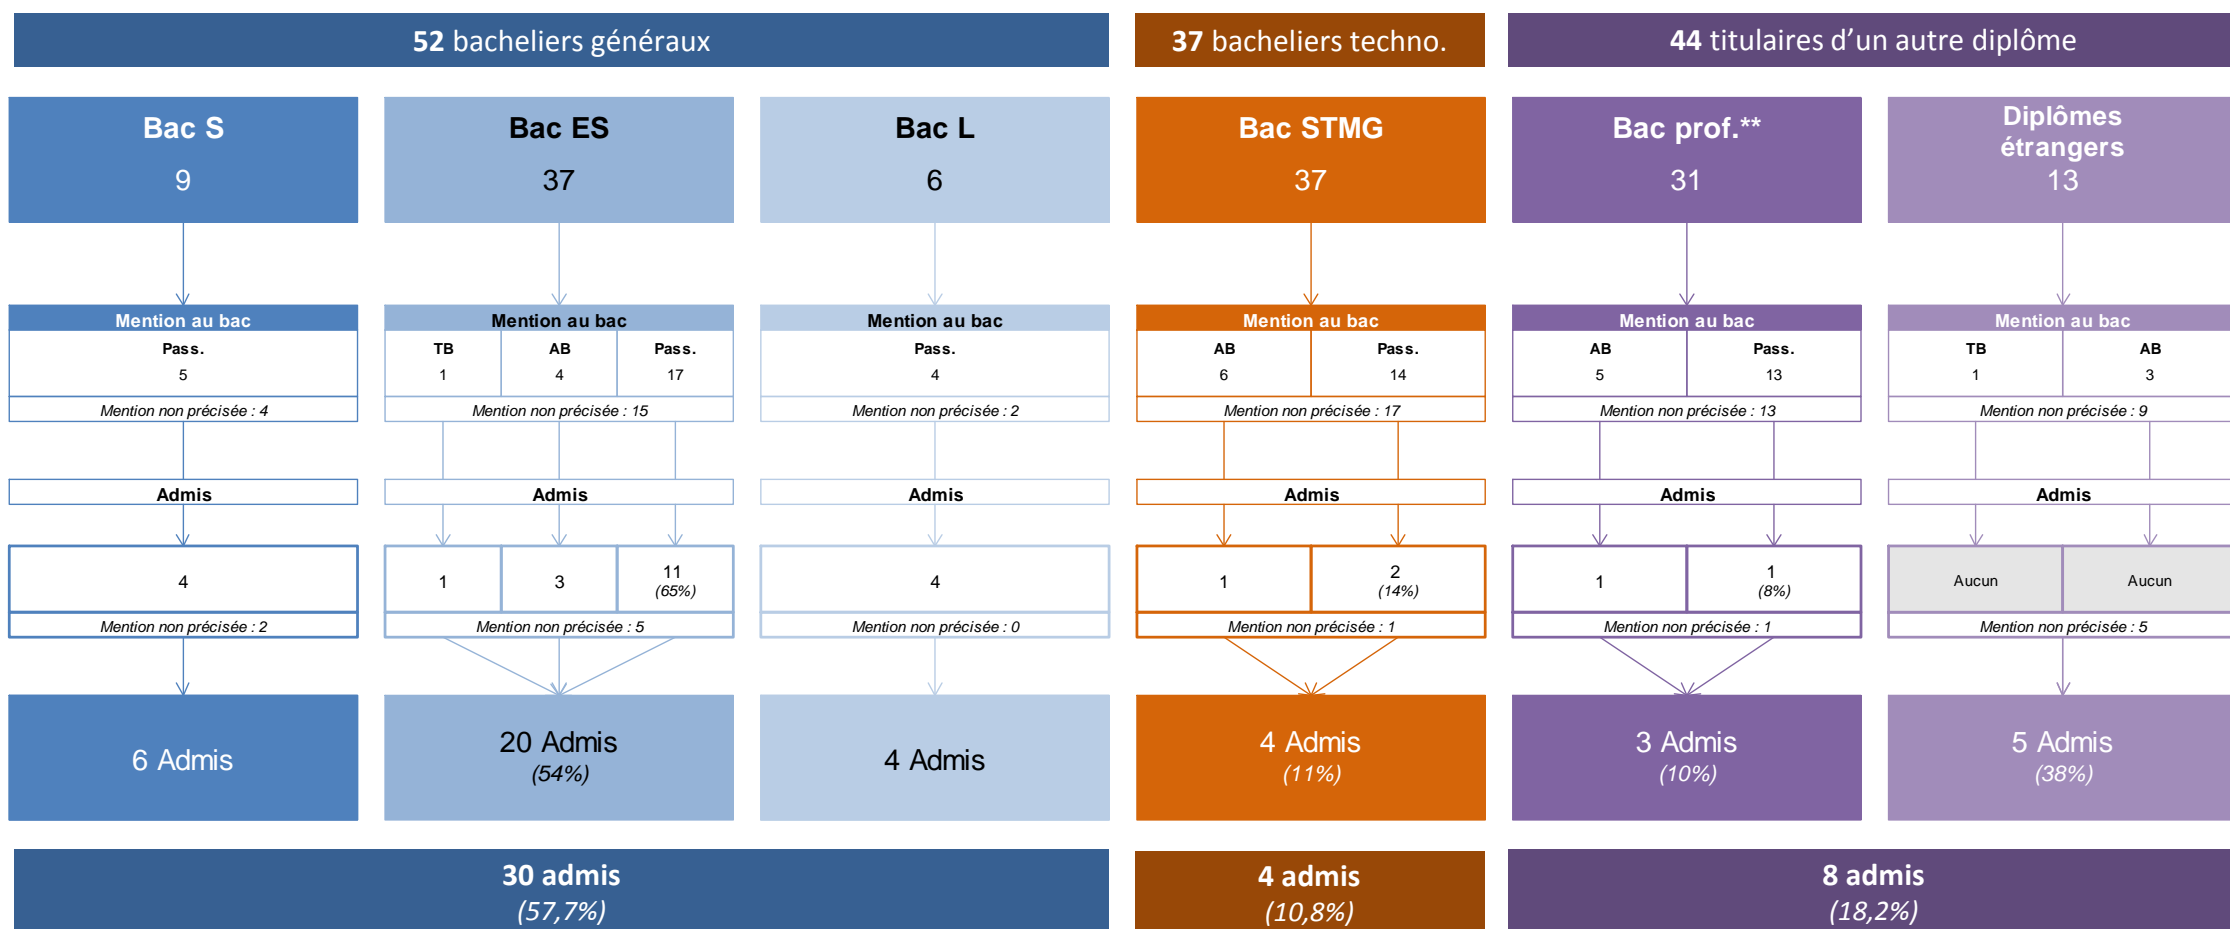 52 bacheliers généraux
37 bacheliers techno.
44 titulaires d'un autre diplôme
Bac S
9
Bac ES
37
Bac L
6
Bac STMG
37
Bac prof.**
31
Diplômes
étrangers
13
Mention au bac
Pass.
5
Mention non précisée : 4
Mention au bac
TB AB Pass.
1 4 17
Mention non précisée : 15
Mention au bac
Pass.
4
Mention non précisée : 2
Mention au bac
AB Pass.
6 14
Mention non précisée : 17
Mention au bac
AB Pass.
5 13
Mention non précisée : 13
Mention au bac
TB AB
1 3
Mention non précisée : 9
Admis
Admis
Admis
Admis
Admis
Admis
4
Mention non précisée : 2
1 3 11
(65%)
Mention non précisée : 5
4
Mention non précisée : 0
1 2
(14%)
Mention non précisée : 1
1 1
(8%)
Mention non précisée : 1
Aucun Aucun
Mention non précisée : 5
6 Admis
20 Admis
(54%)
4 Admis
4 Admis
(11%)
3 Admis
(10%)
5 Admis
(38%)
30 admis
(57,7%)
4 admis
(10,8%)
8 admis
(18,2%)